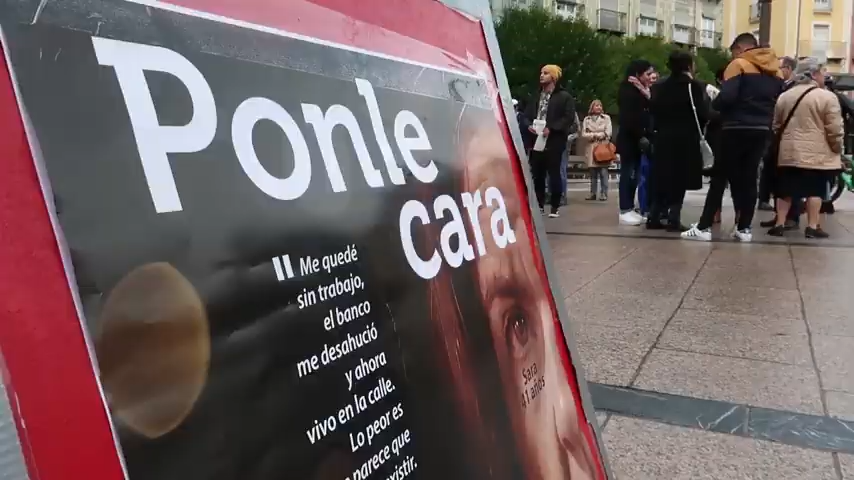 Ponle
cara
" Me quedé
sin trabajo,
el banco
me desahució
y ahora
vivo en la calle.
Lo peor es
parece que
existir.
Sara
41 años